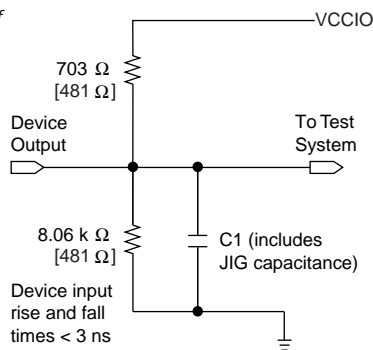 f
VCCIO
703 Ω
[481 Ω]
Device
Output
To Test
System
8.06 k Ω
[481 Ω]
C1 (includes
JIG capacitance)
Device input
rise and fall
times < 3 ns